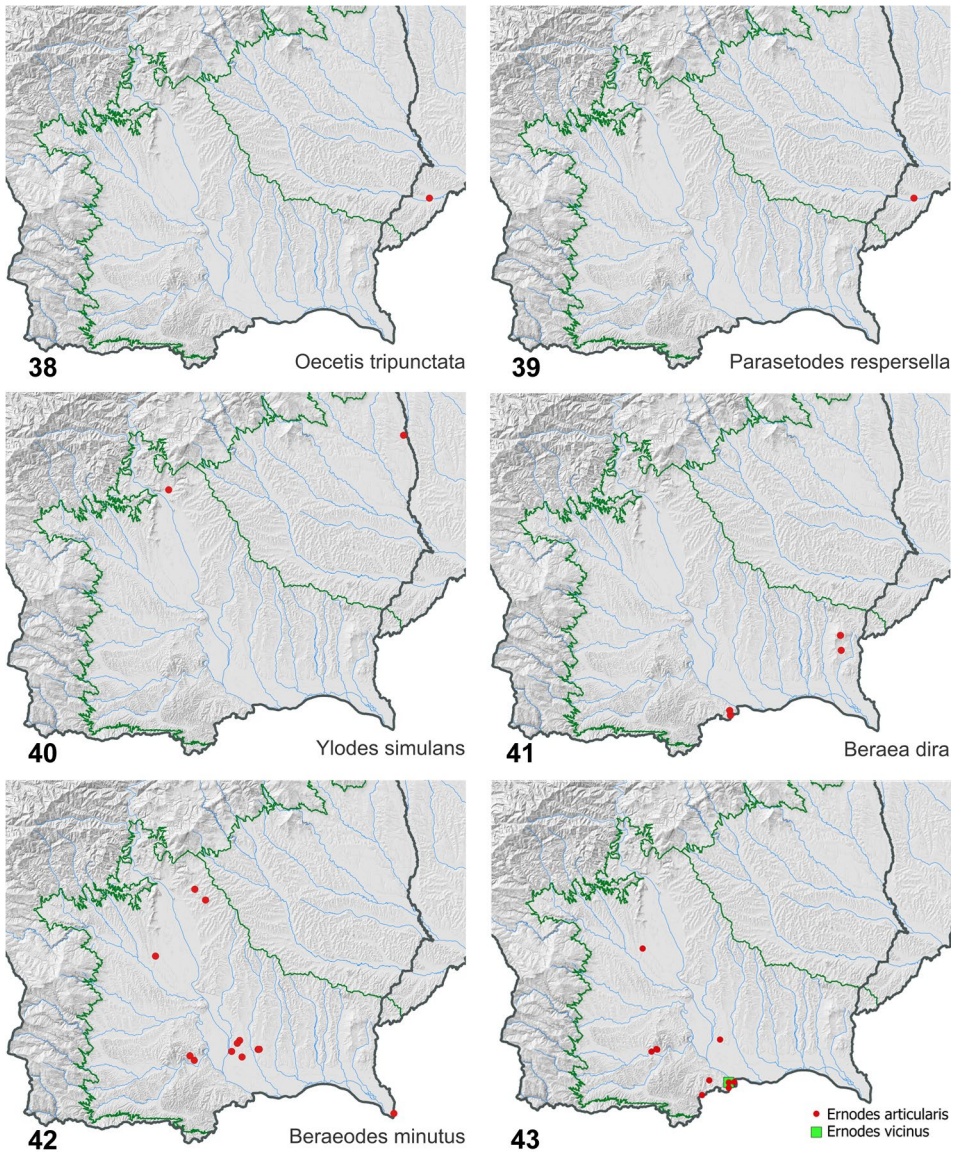 38
Oecetis tripunctata
39
Parasetodes respersella
40
Ylodes simulans
41
Beraea dira
42
Beraeodes minutus
43
Ernodes articularis
Ernodes vicinus